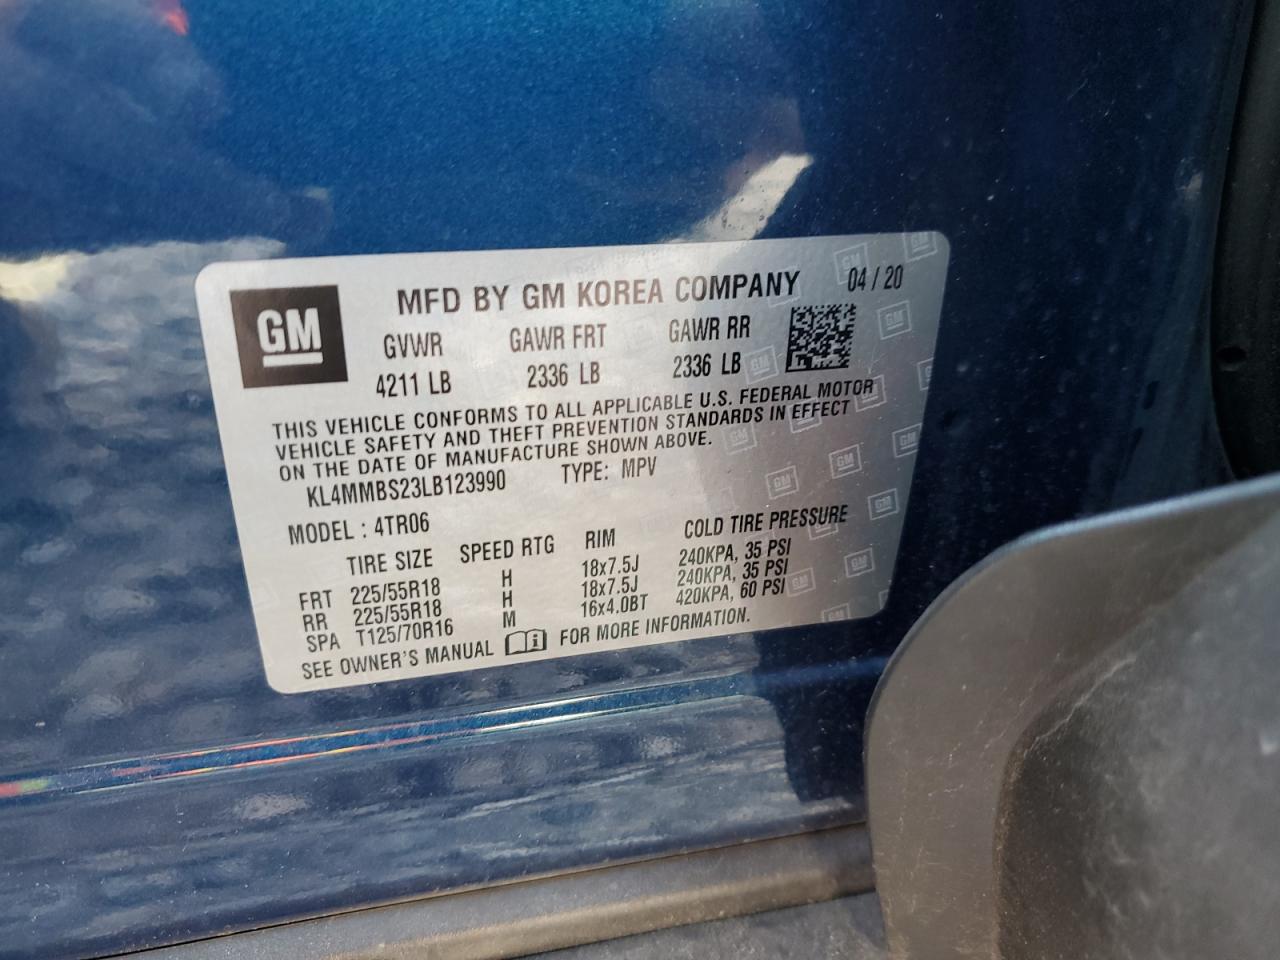 GM
MFD BY GM KOREA COMPANY 04 / 20
GVWR GAWR FRT GAWR RR
4211 LB 2336 LB 2336 LB
THIS VEHICLE CONFORMS TO ALL APPLICABLE U.S. FEDERAL MOTOR
VEHICLE SAFETY AND THEFT PREVENTION STANDARDS IN EFFECT
ON THE DATE OF MANUFACTURE SHOWN ABOVE.
KL4MMBS23LB123990 TYPE: MPV
MODEL : 4TR06
TIRE SIZE SPEED RTG RIM COLD TIRE PRESSURE
FRT 225/55R18 H 18x7.5J 240KPA, 35 PSI
RR 225/55R18 H 18x7.5J 240KPA, 35 PSI
SPA T125/70R16 M 16x4.0BT 420KPA, 60 PSI
SEE OWNER'S MANUAL FOR MORE INFORMATION.